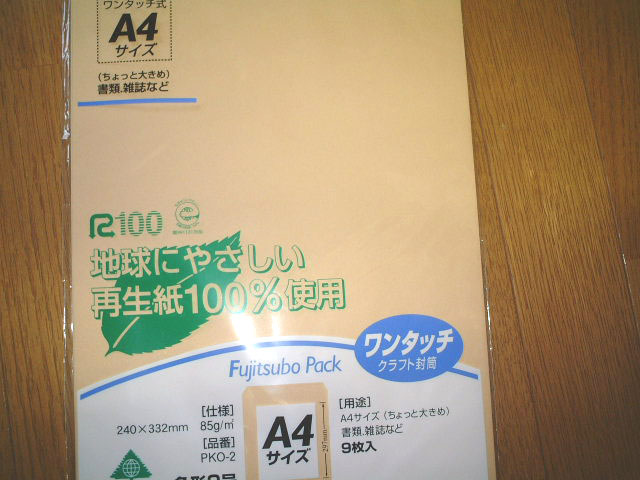 ワンタッチ式
A4
サイズ
(ちょっと大きめ)
書類.雑誌など
R100
地球にやさしい
再生紙100%使用
Fujitsubo Pack
ワンタッチ
クラフト封筒
240×332mm
[仕様]
85g/㎡
[品番]
PKO-2
A4
サイズ
297mm
[用途]
A4サイズ(ちょっと大きめ)
書類.雑誌など
9枚入